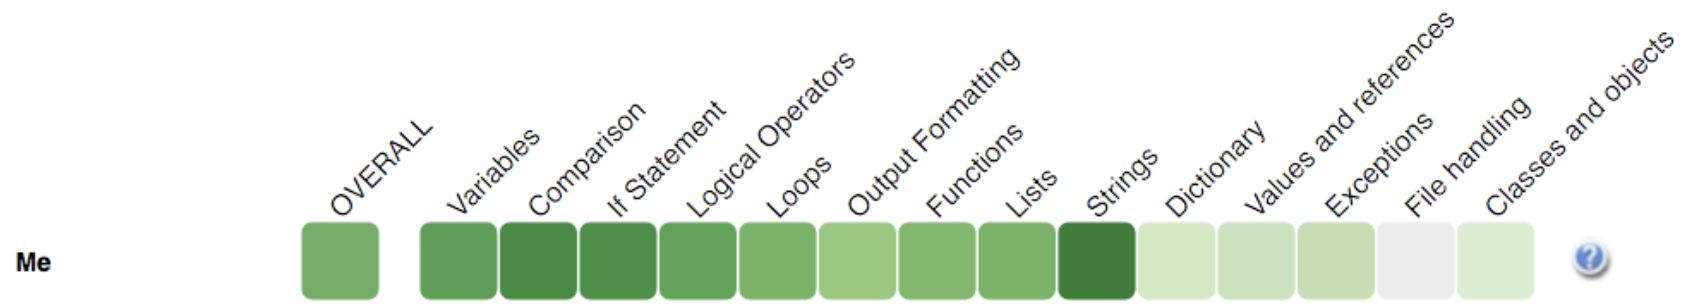 OVERALL
Variables
Comparison
If Statement
Logical Operators
Loops
Output Formatting
Functions
Lists
Strings
Dictionary
Values and references
Exceptions
File handling
Classes and objects
Me
?